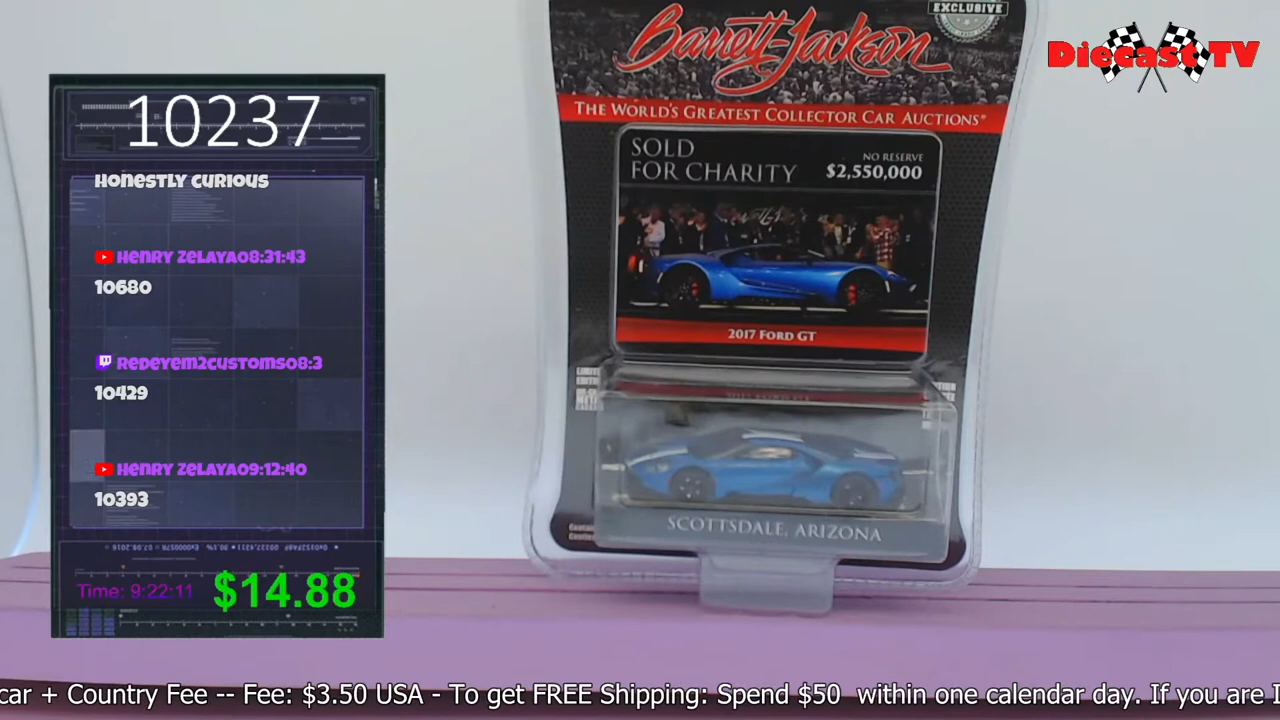 10237
Honestly Curious
Henry Zelaya08:31:43
10680
Redeyem2customs08:3
10429
Henry Zelaya09:12:40
10393
Time: 9:22:11
$14.88
EXCLUSIVE
Barrett-Jackson
THE WORLD'S GREATEST COLLECTOR CAR AUCTIONS®
SOLD
FOR CHARITY
NO RESERVE
$2,550,000
2017 FORD GT
SCOTTSDALE, ARIZONA
Diecast TV
car + Country Fee -- Fee: $3.50 USA - To get FREE Shipping: Spend $50 within one calendar day. If you are I